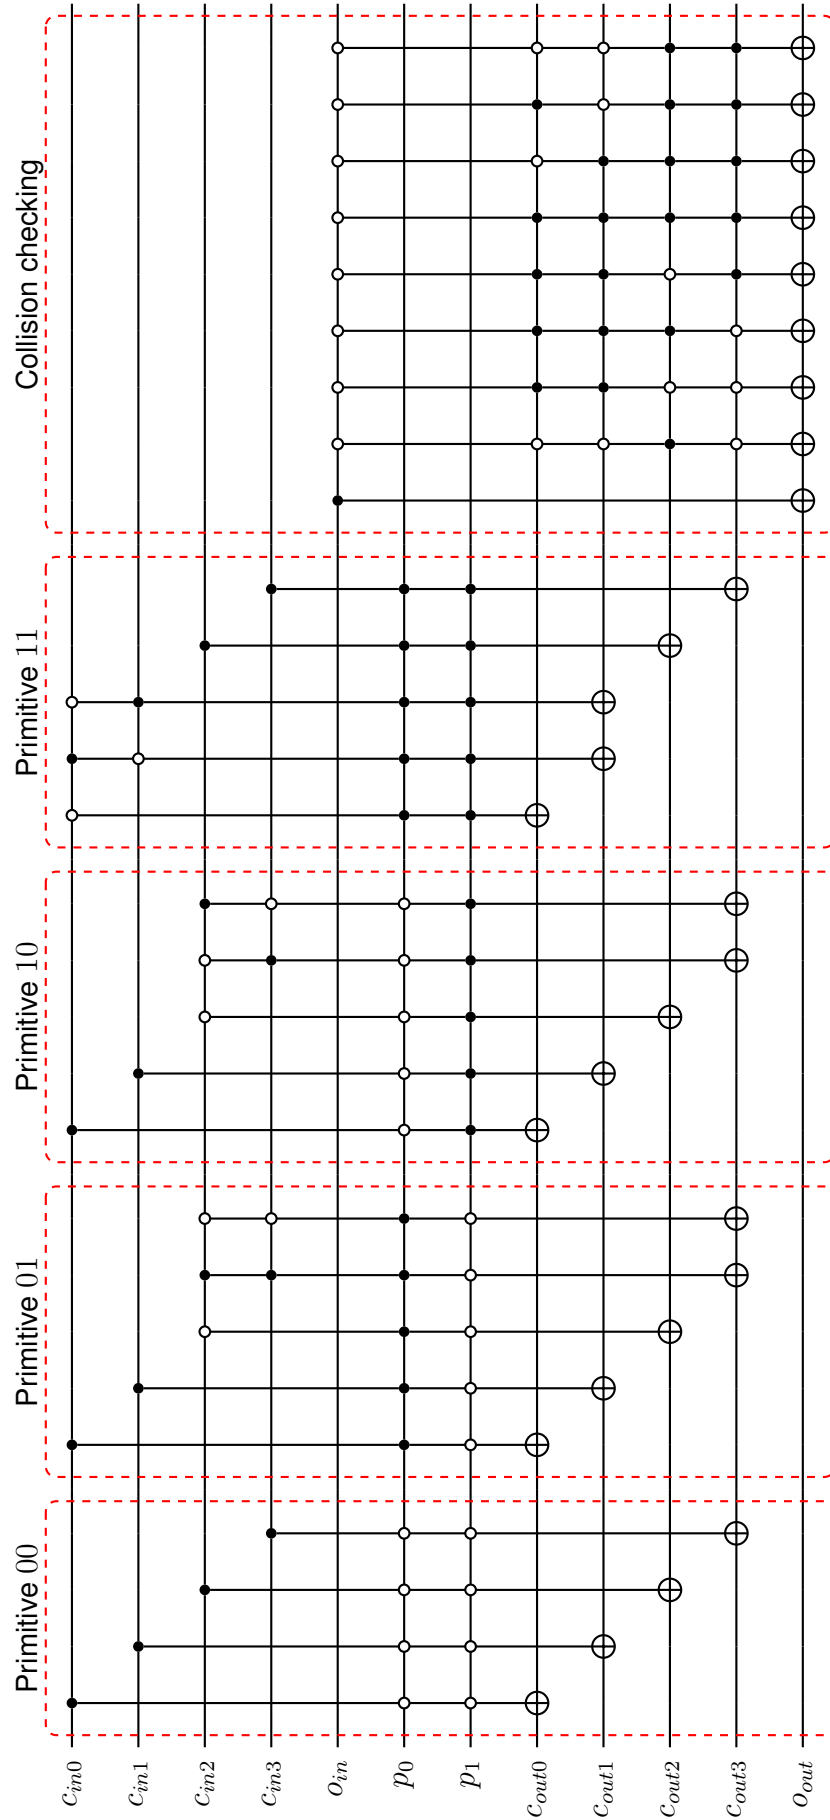 Collision checking
Primitive 11
Primitive 10
Primitive 01
Primitive 00
c_{in0}
c_{in1}
c_{in2}
c_{in3}
o_{in}
p_0
p_1
c_{out0}
c_{out1}
c_{out2}
c_{out3}
o_{out}